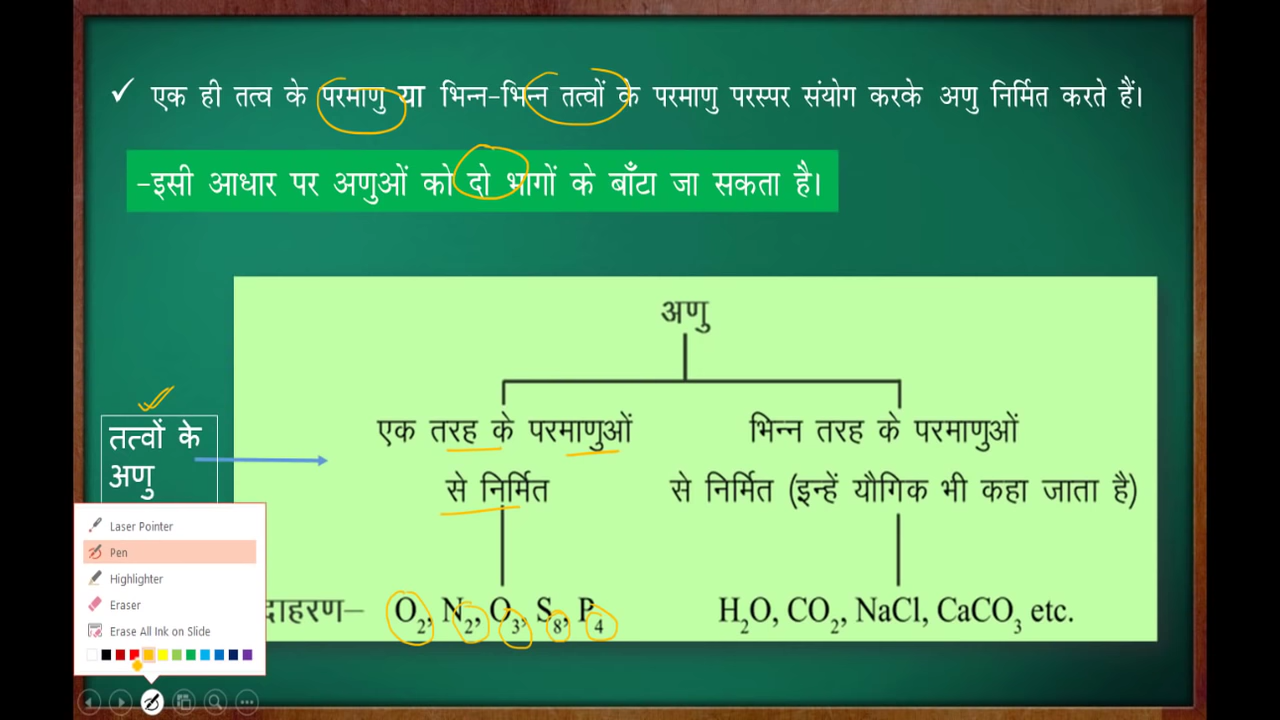 ✓ एक ही तत्व के परमाणु या भिन्न-भिन्न तत्वों के परमाणु परस्पर संयोग करके अणु निर्मित करते हैं।
-इसी आधार पर अणुओं को दो भागों के बाँटा जा सकता है।
अणु
तत्वों के
अणु
एक तरह के परमाणुओं
से निर्मित
भिन्न तरह के परमाणुओं
से निर्मित (इन्हें यौगिक भी कहा जाता है)
दाहरण– O₂, N₂, O₃, S₈, P₄
H₂O, CO₂, NaCl, CaCO₃ etc.
Laser Pointer
Pen
Highlighter
Eraser
Erase All Ink on Slide